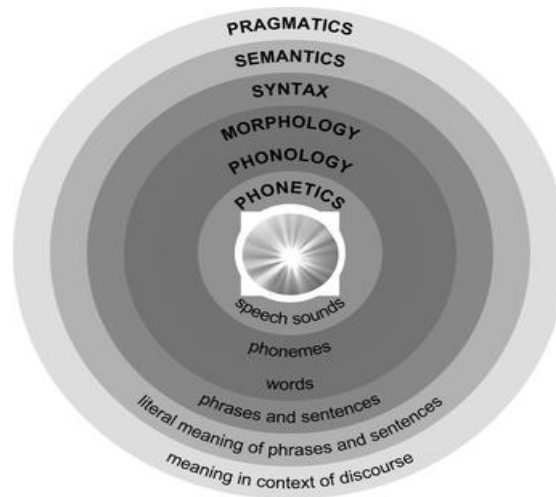 PRAGMATICS
SEMANTICS
SYNTAX
MORPHOLOGY
PHONOLOGY
PHONETICS
speech sounds
phonemes
words
phrases and sentences
literal meaning of phrases and sentences
meaning in context of discourse